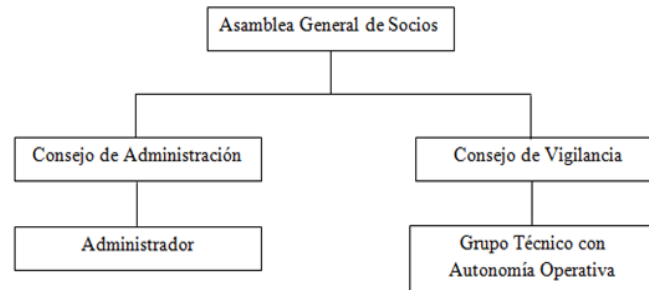 Asamblea General de Socios
Consejo de Administración
Consejo de Vigilancia
Administrador
Grupo Técnico con
Autonomía Operativa